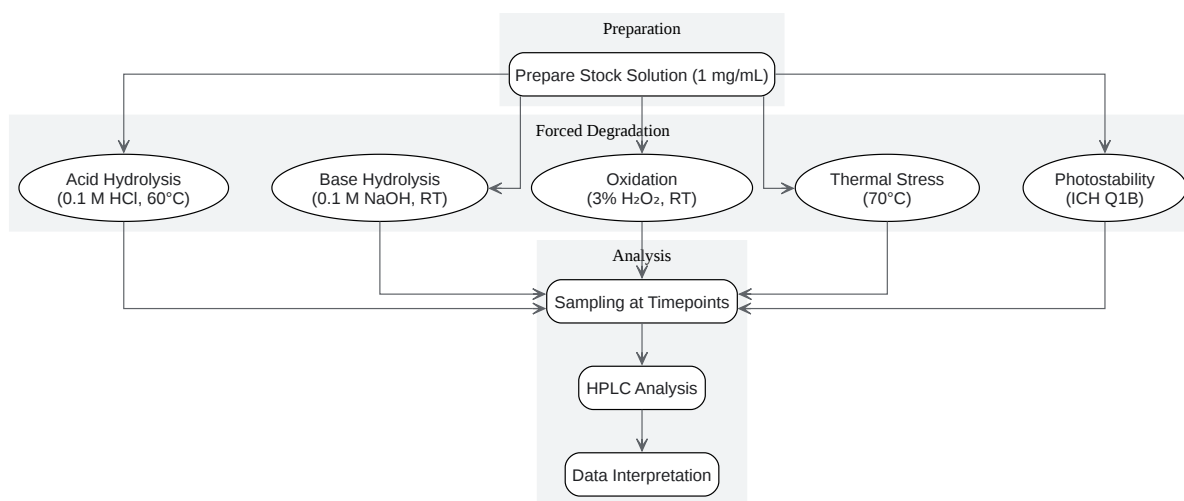 Preparation
Prepare Stock Solution (1 mg/mL)
Forced Degradation
Acid Hydrolysis
(0.1 M HCl, 60°C)
Base Hydrolysis
(0.1 M NaOH, RT)
Oxidation
(3% H₂O₂, RT)
Thermal Stress
(70°C)
Photostability
(ICH Q1B)
Analysis
Sampling at Timepoints
HPLC Analysis
Data Interpretation